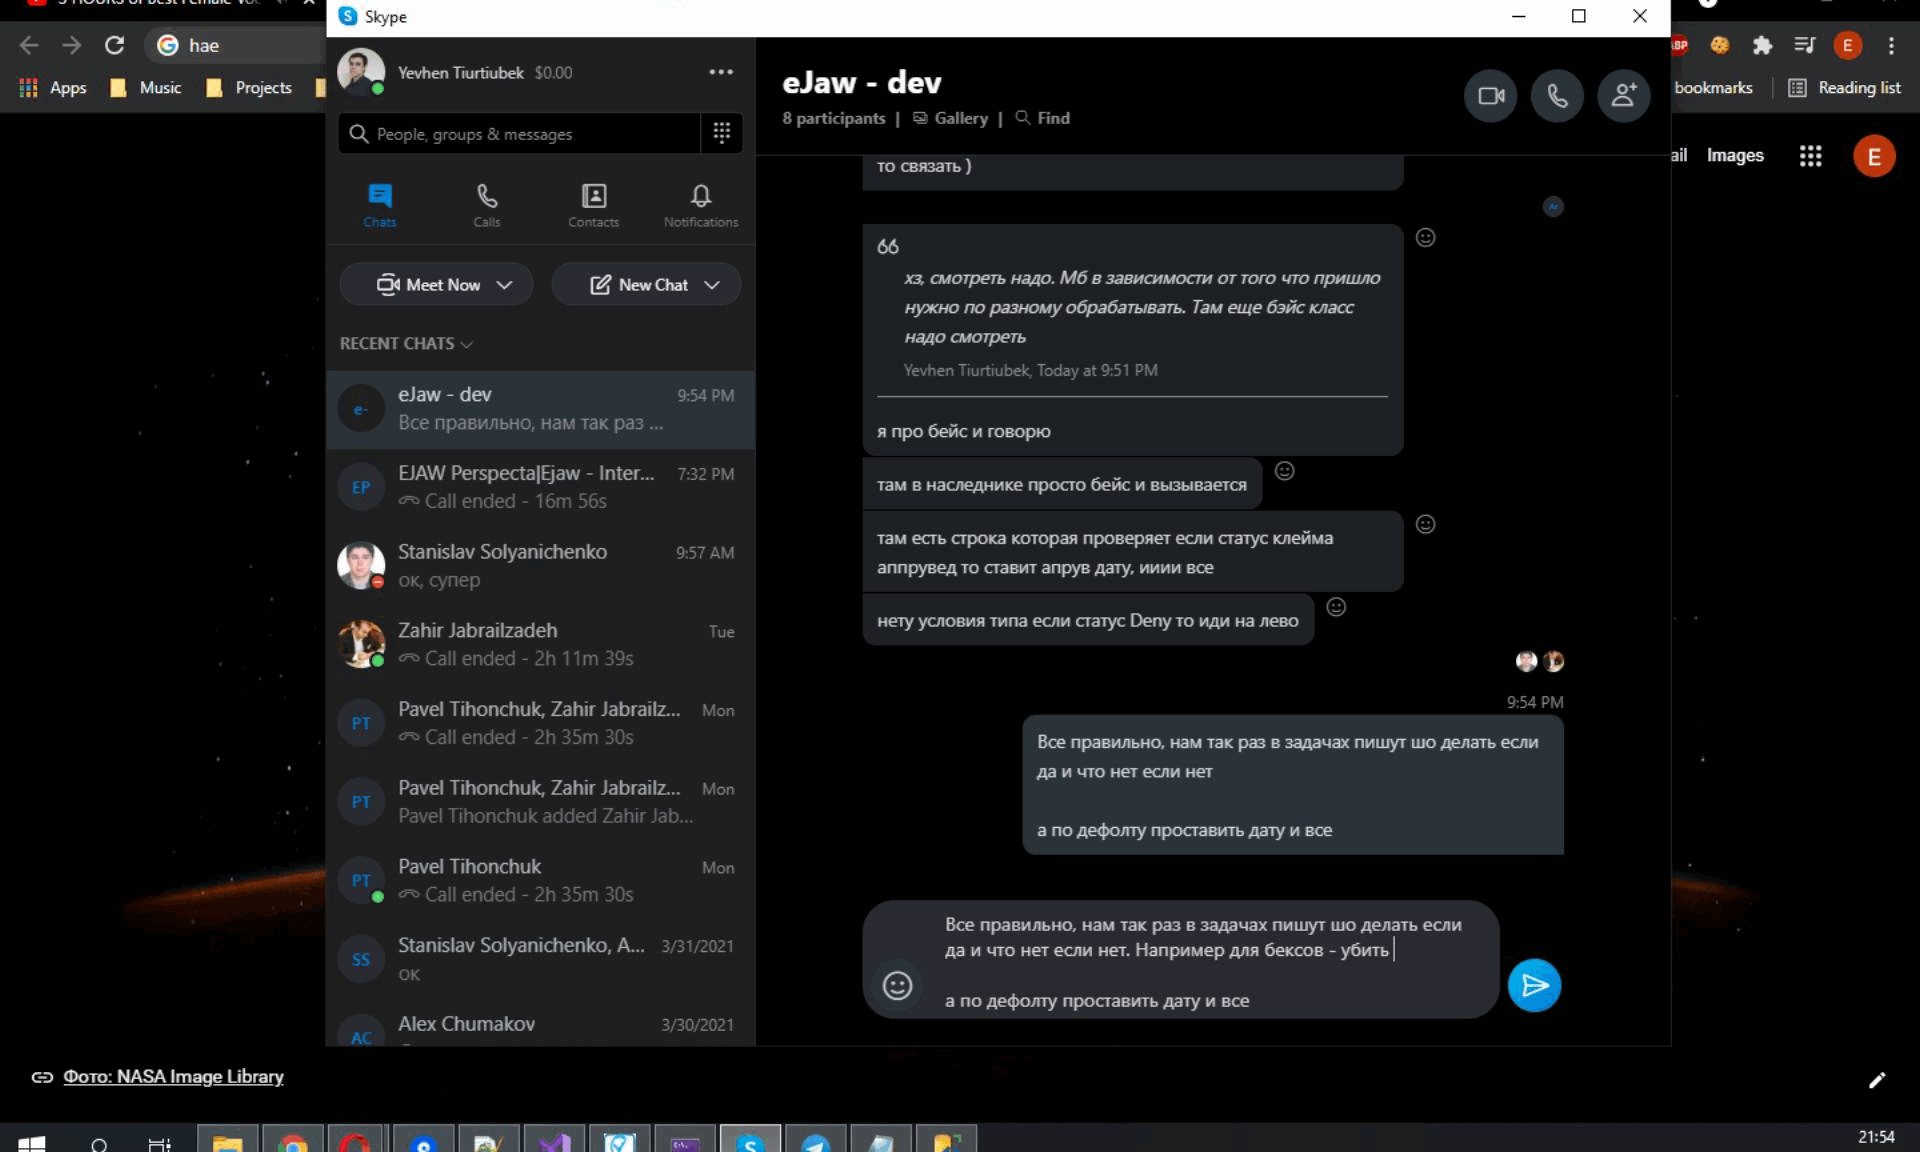 Skype
hae
Apps
Music
Projects
bookmarks
Reading list
ail
Images
E
E
Yevhen Tiurtiubek $0.00
People, groups & messages
Chats
Calls
Contacts
Notifications
Meet Now
New Chat
RECENT CHATS
e-
eJaw - dev
9:54 PM
Все правильно, нам так раз ...
EP
EJAW Perspecta|Ejaw - Inter...
7:32 PM
Call ended - 16m 56s
Stanislav Solyanichenko
9:57 AM
ок, супер
Zahir Jabrailzadeh
Tue
Call ended - 2h 11m 39s
PT
Pavel Tihonchuk, Zahir Jabrailz...
Mon
Call ended - 2h 35m 30s
PT
Pavel Tihonchuk, Zahir Jabrailz...
Mon
Pavel Tihonchuk added Zahir Jab...
PT
Pavel Tihonchuk
Mon
Call ended - 2h 35m 30s
SS
Stanislav Solyanichenko, A...
3/31/2021
ок
AC
Alex Chumakov
3/30/2021
eJaw - dev
8 participants | Gallery | Find
то связать )
хз, смотреть надо. Мб в зависимости от того что пришло
нужно по разному обрабатывать. Там еще бэйс класс
надо смотреть
Yevhen Tiurtiubek, Today at 9:51 PM
я про бейс и говорю
там в наследнике просто бейс и вызывается
там есть строка которая проверяет если статус клейма
аппрувед то ставит апрув дату, ииии все
нету условия типа если статус Deny то иди на лево
9:54 PM
Все правильно, нам так раз в задачах пишут шо делать если
да и что нет если нет
а по дефолту проставить дату и все
Все правильно, нам так раз в задачах пишут шо делать если
да и что нет если нет. Например для бексов - убить
а по дефолту проставить дату и все
Фото: NASA Image Library
21:54